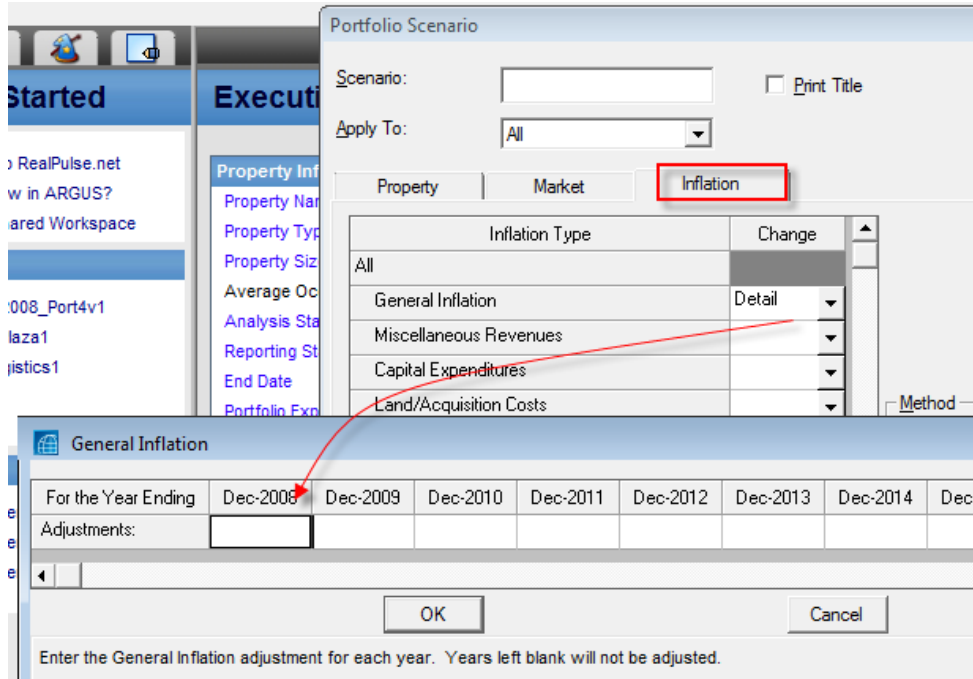 Portfolio Scenario
Scenario:
Print Title
Apply To:
All
Property
Market
Inflation
Inflation Type
Change
All
General Inflation
Detail
Miscellaneous Revenues
Capital Expenditures
Land/Acquisition Costs
Method
Started
Executi
RealPulse.net
w in ARGUS?
ared Workspace
Property Inf
Property Nar
Property Typ
Property Siz
Average Oc
Analysis Sta
Reporting St
End Date
Portfolio Exp
2008_Port4v1
laza1
gistics1
General Inflation
For the Year Ending Dec-2008 Dec-2009 Dec-2010 Dec-2011 Dec-2012 Dec-2013 Dec-2014 Dec
Adjustments:
OK
Cancel
Enter the General Inflation adjustment for each year. Years left blank will not be adjusted.